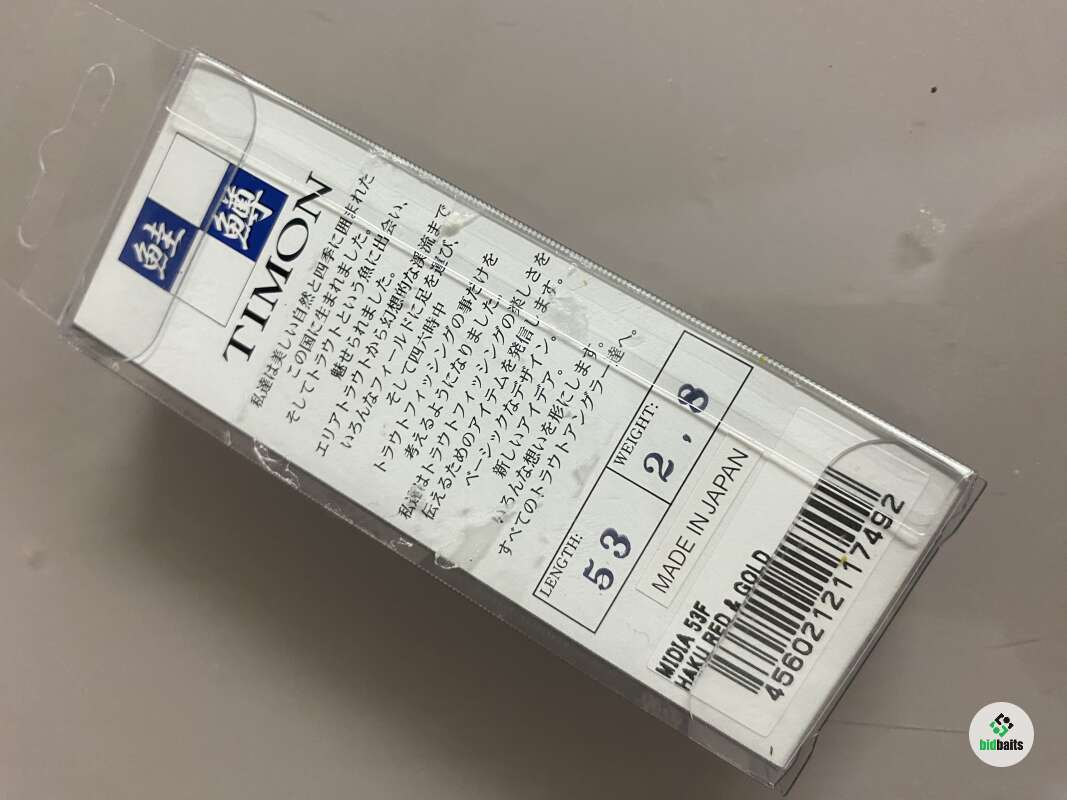 鮭
鱒
TIMON
私達は美しい自然と四季に囲まれた
この国に生まれました。
そしてトラウトという魚に出会い、
魅せられました。
エリアトラウトから幻想的な渓流まで
いろんなフィールドに足を運び、
そして四六時中
トラウトフィッシングの事だけを
考えるようになりました。
私達はトラウトフィッシングの楽しさを
伝えるためのアイテムを発信します。
ベーシックなデザイン。
新しいアイデア。
いろんな想いを形にします。
すべてのトラウトアングラー達へ。
LENGTH:
53
WEIGHT:
2,8
MADE IN JAPAN
MIDIA 53F
HAKU RED & GOLD
4560212117492
bidbaits